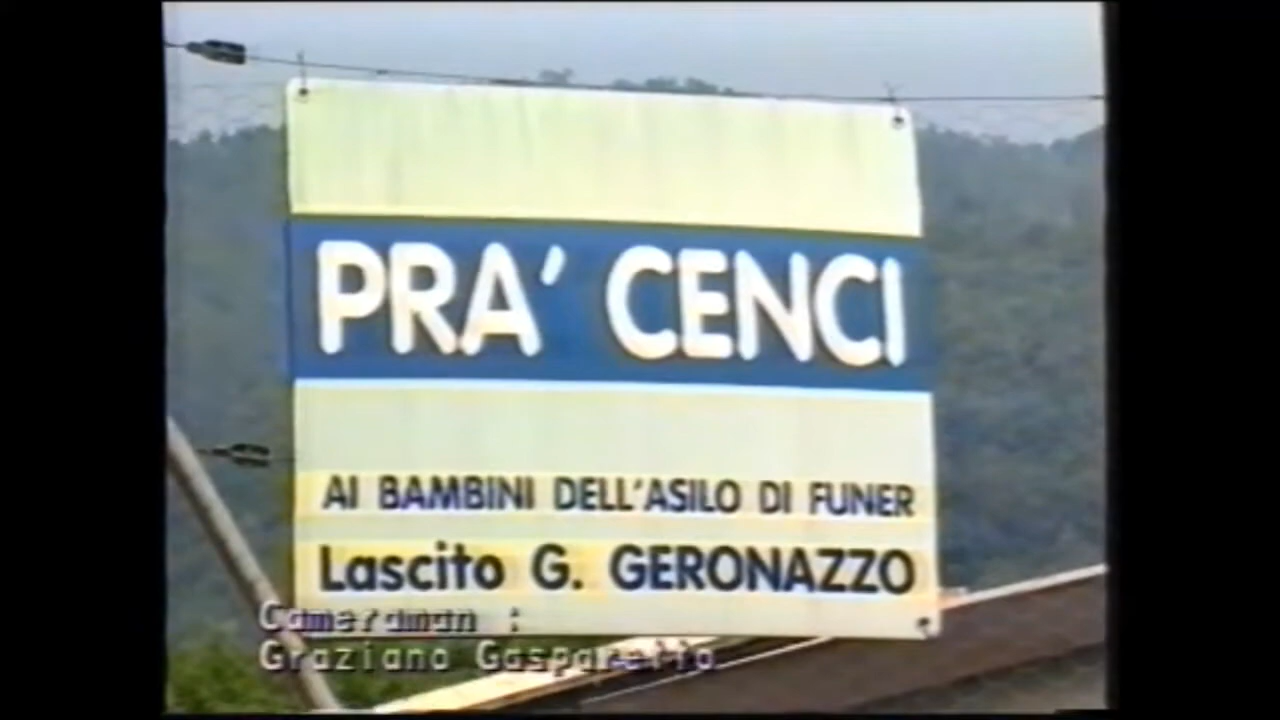 PRA' CENCI
AI BAMBINI DELL'ASILO DI FUNER
Lascito G. GERONAZZO
Cameraman :
Graziano Gasparetto